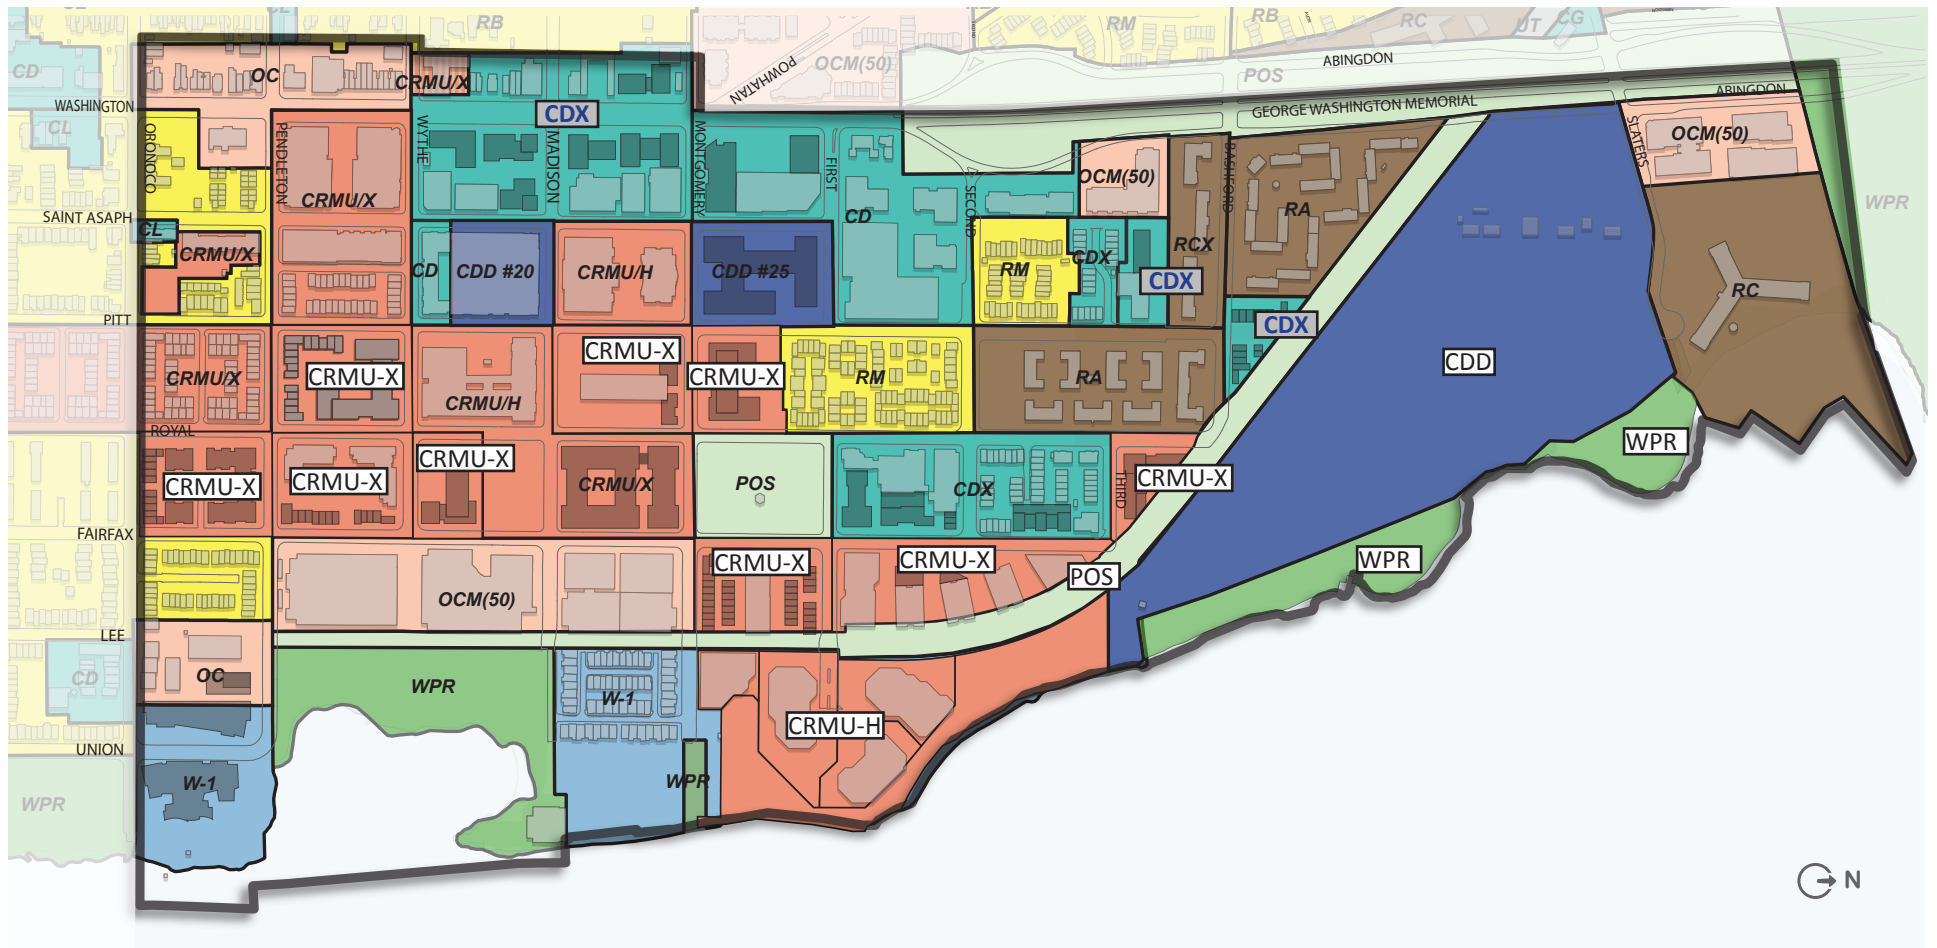 CL
RB
RM
RB
RC
UT
CG
CD
OC
CRMU/X
POWHATAN
OCM(50)
POS
ABINGDON
WASHINGTON
CL
CDX
GEORGE WASHINGTON MEMORIAL
ABINGDON
ORONOCO
PENDLETON
WYTHE
MADISON
MONTGOMERY
FIRST
SECOND
BASHFORD
SLATERS
OCM(50)
CRMU/X
OCM(50)
RA
WPR
SAINT ASAPH
CL
CD
CRMU/X
CD
CDD #20
CRMU/H
CDD #25
RM
CDX
CDX
RCX
RC
PITT
CRMU-X
CDX
CRMU/X
CRMU-X
CRMU/H
CRMU-X
RM
RA
CDD
ROYAL
CRMU-X
CRMU-X
CRMU-X
CRMU/X
POS
CDX
THIRD
CRMU-X
WPR
FAIRFAX
CRMU-X
CRMU-X
POS
WPR
OCM(50)
LEE
CD
OC
WPR
W-1
CRMU-H
UNION
W-1
WPR
WPR
N